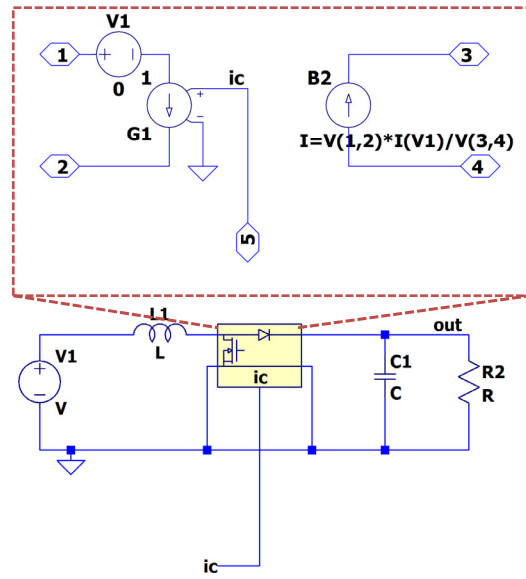 V1
1
3
0
1
ic
G1
B2
I=V(1,2)*I(V1)/V(3,4)
2
4
5
L1
L
out
V1
V
ic
C1
C
R2
R
ic